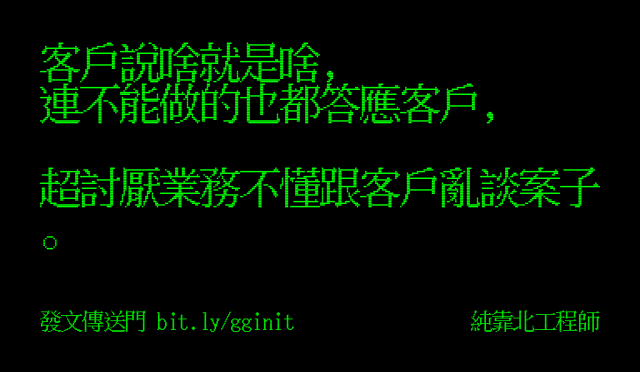 客戶說啥就是啥,
連不能做的也都答應客戶,
超討厭業務不懂跟客戶亂談案子
。
發文傳送門 bit.ly/gginit
純靠北工程師